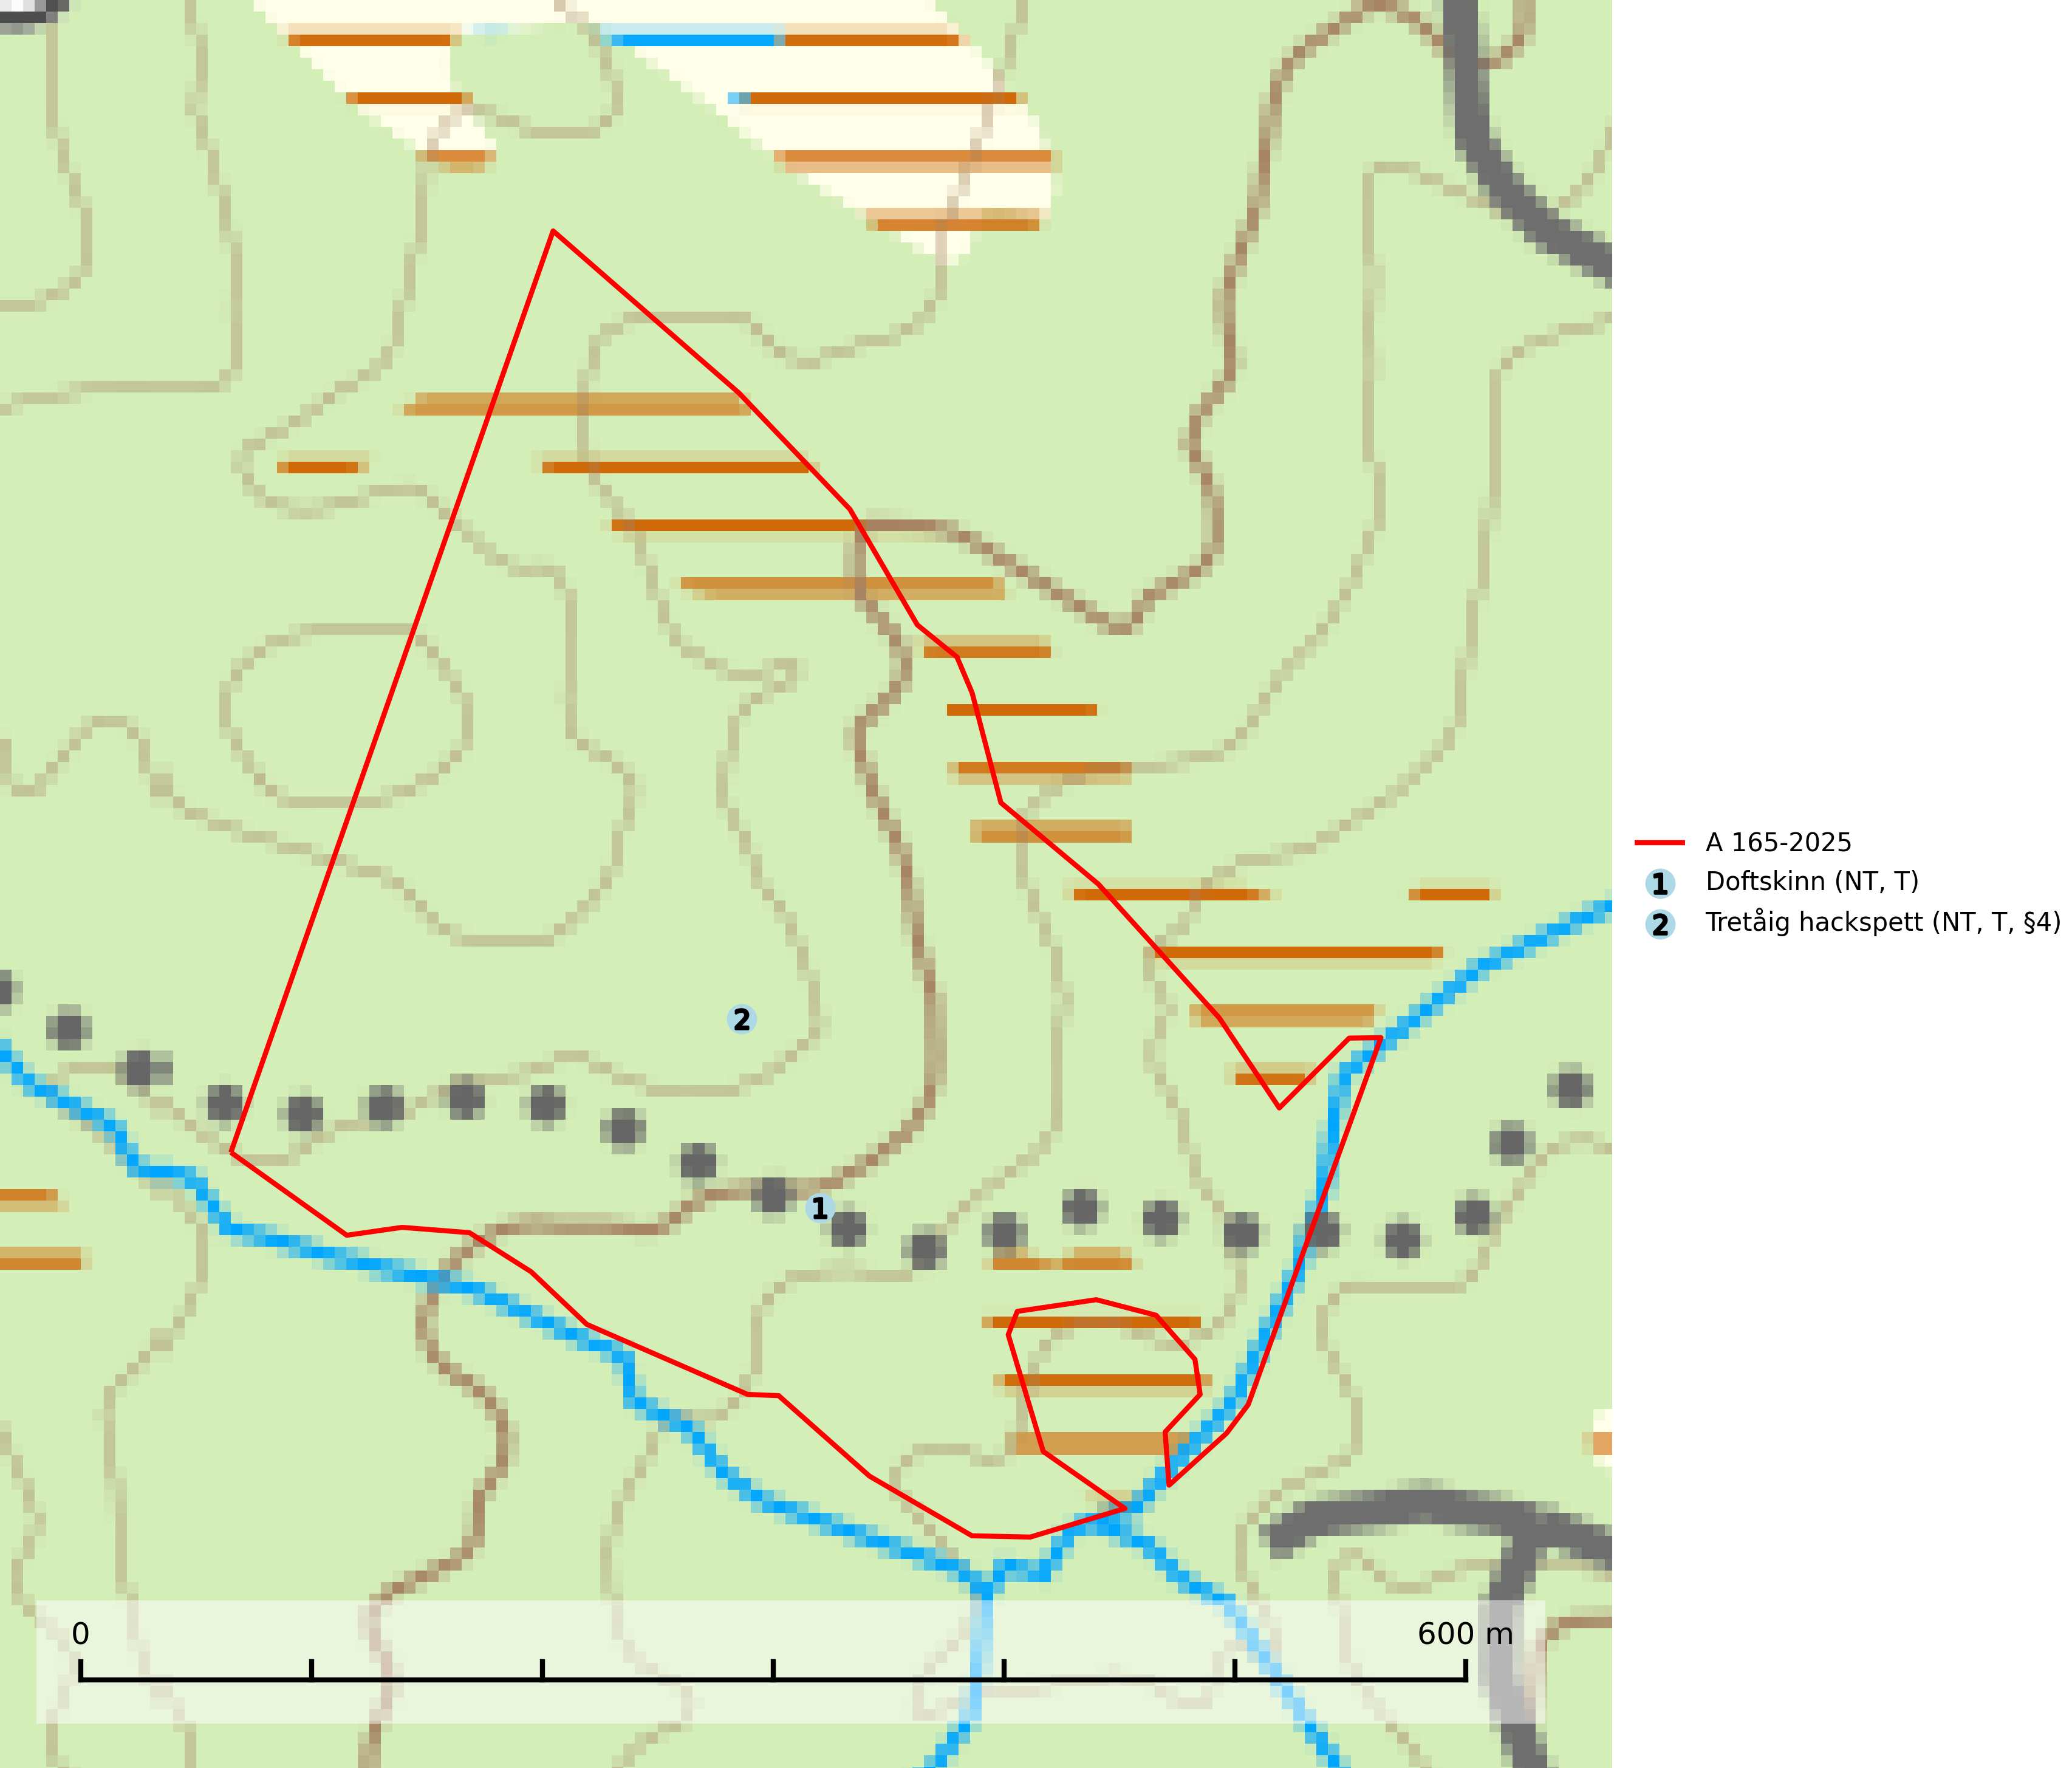 A 165-2025
1 Doftskinn (NT, T)
2 Tretåig hackspett (NT, T, §4)
2
1
0 600 m